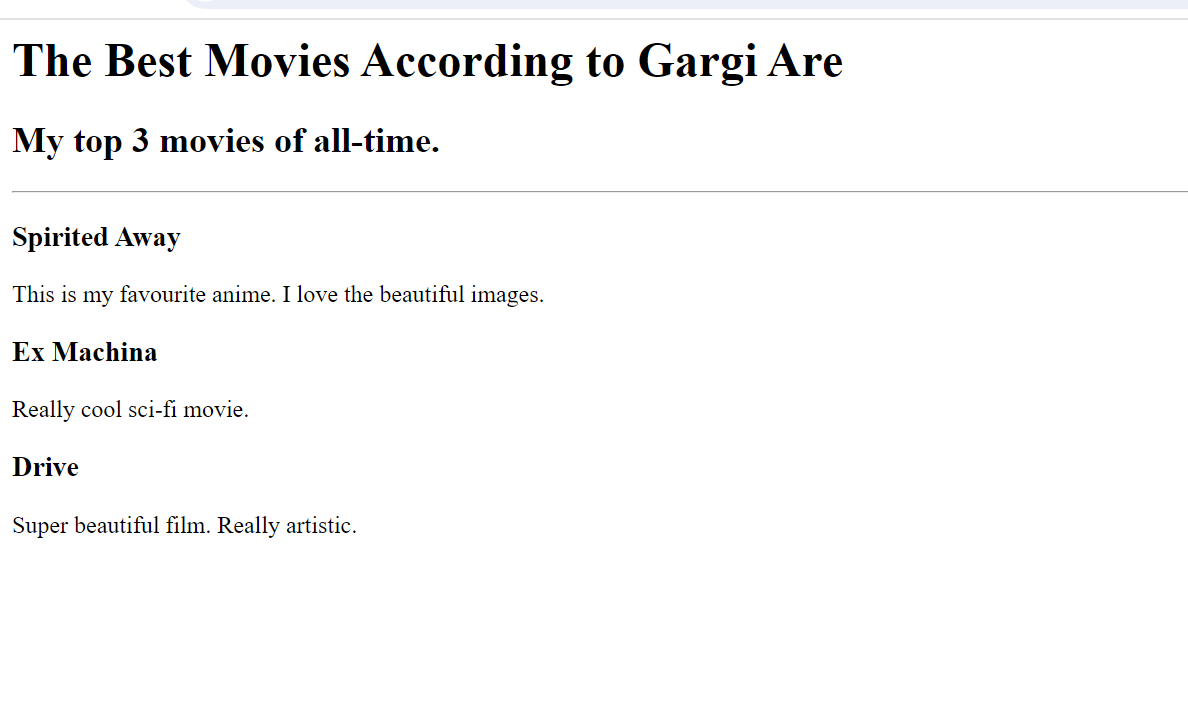 The Best Movies According to Gargi Are
My top 3 movies of all-time.
Spirited Away
This is my favourite anime. I love the beautiful images.
Ex Machina
Really cool sci-fi movie.
Drive
Super beautiful film. Really artistic.